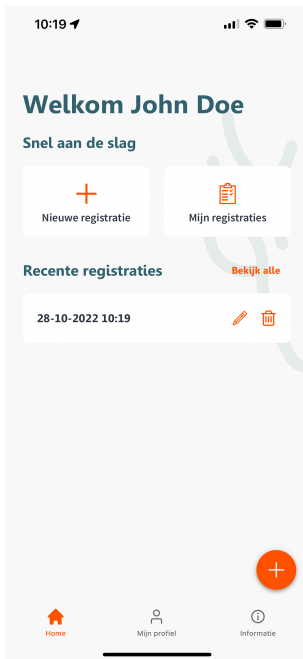 10:19
Welkom John Doe
Snel aan de slag
Nieuwe registratie
Mijn registraties
Recente registraties
Bekijk alle
28-10-2022 10:19
Home
Mijn profiel
Informatie